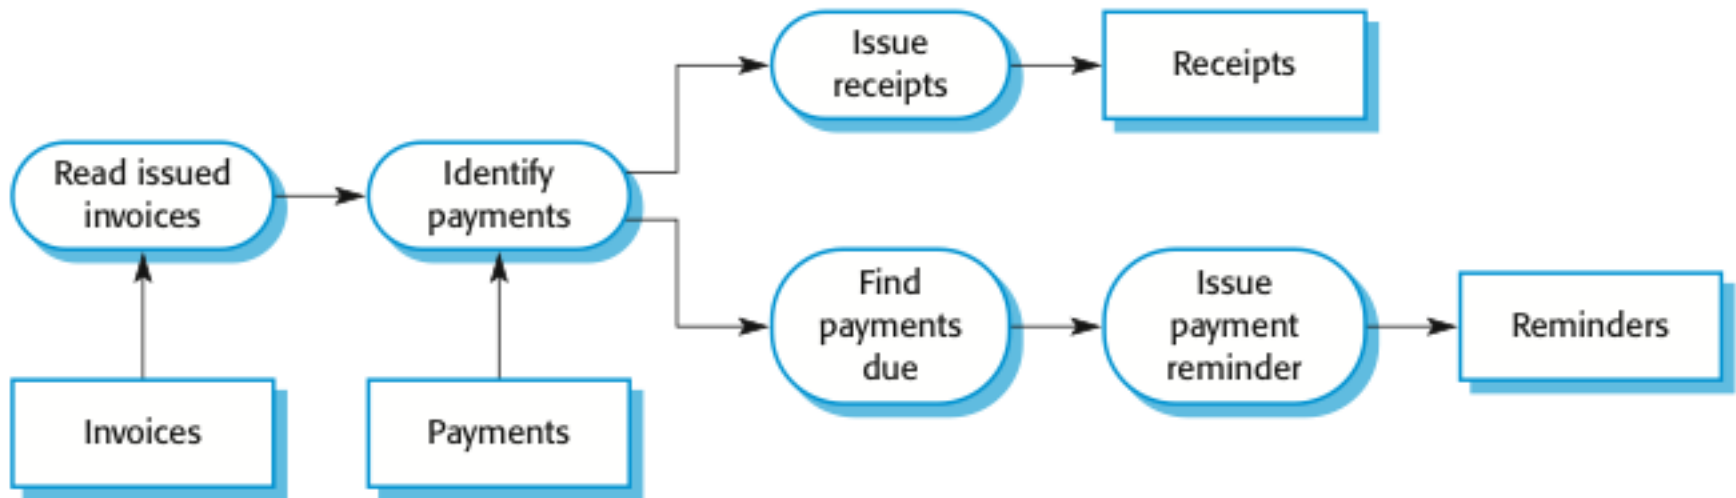 Issue
receipts
Receipts
Read issued
invoices
Identify
payments
Find
payments
due
Issue
payment
reminder
Reminders
Invoices
Payments